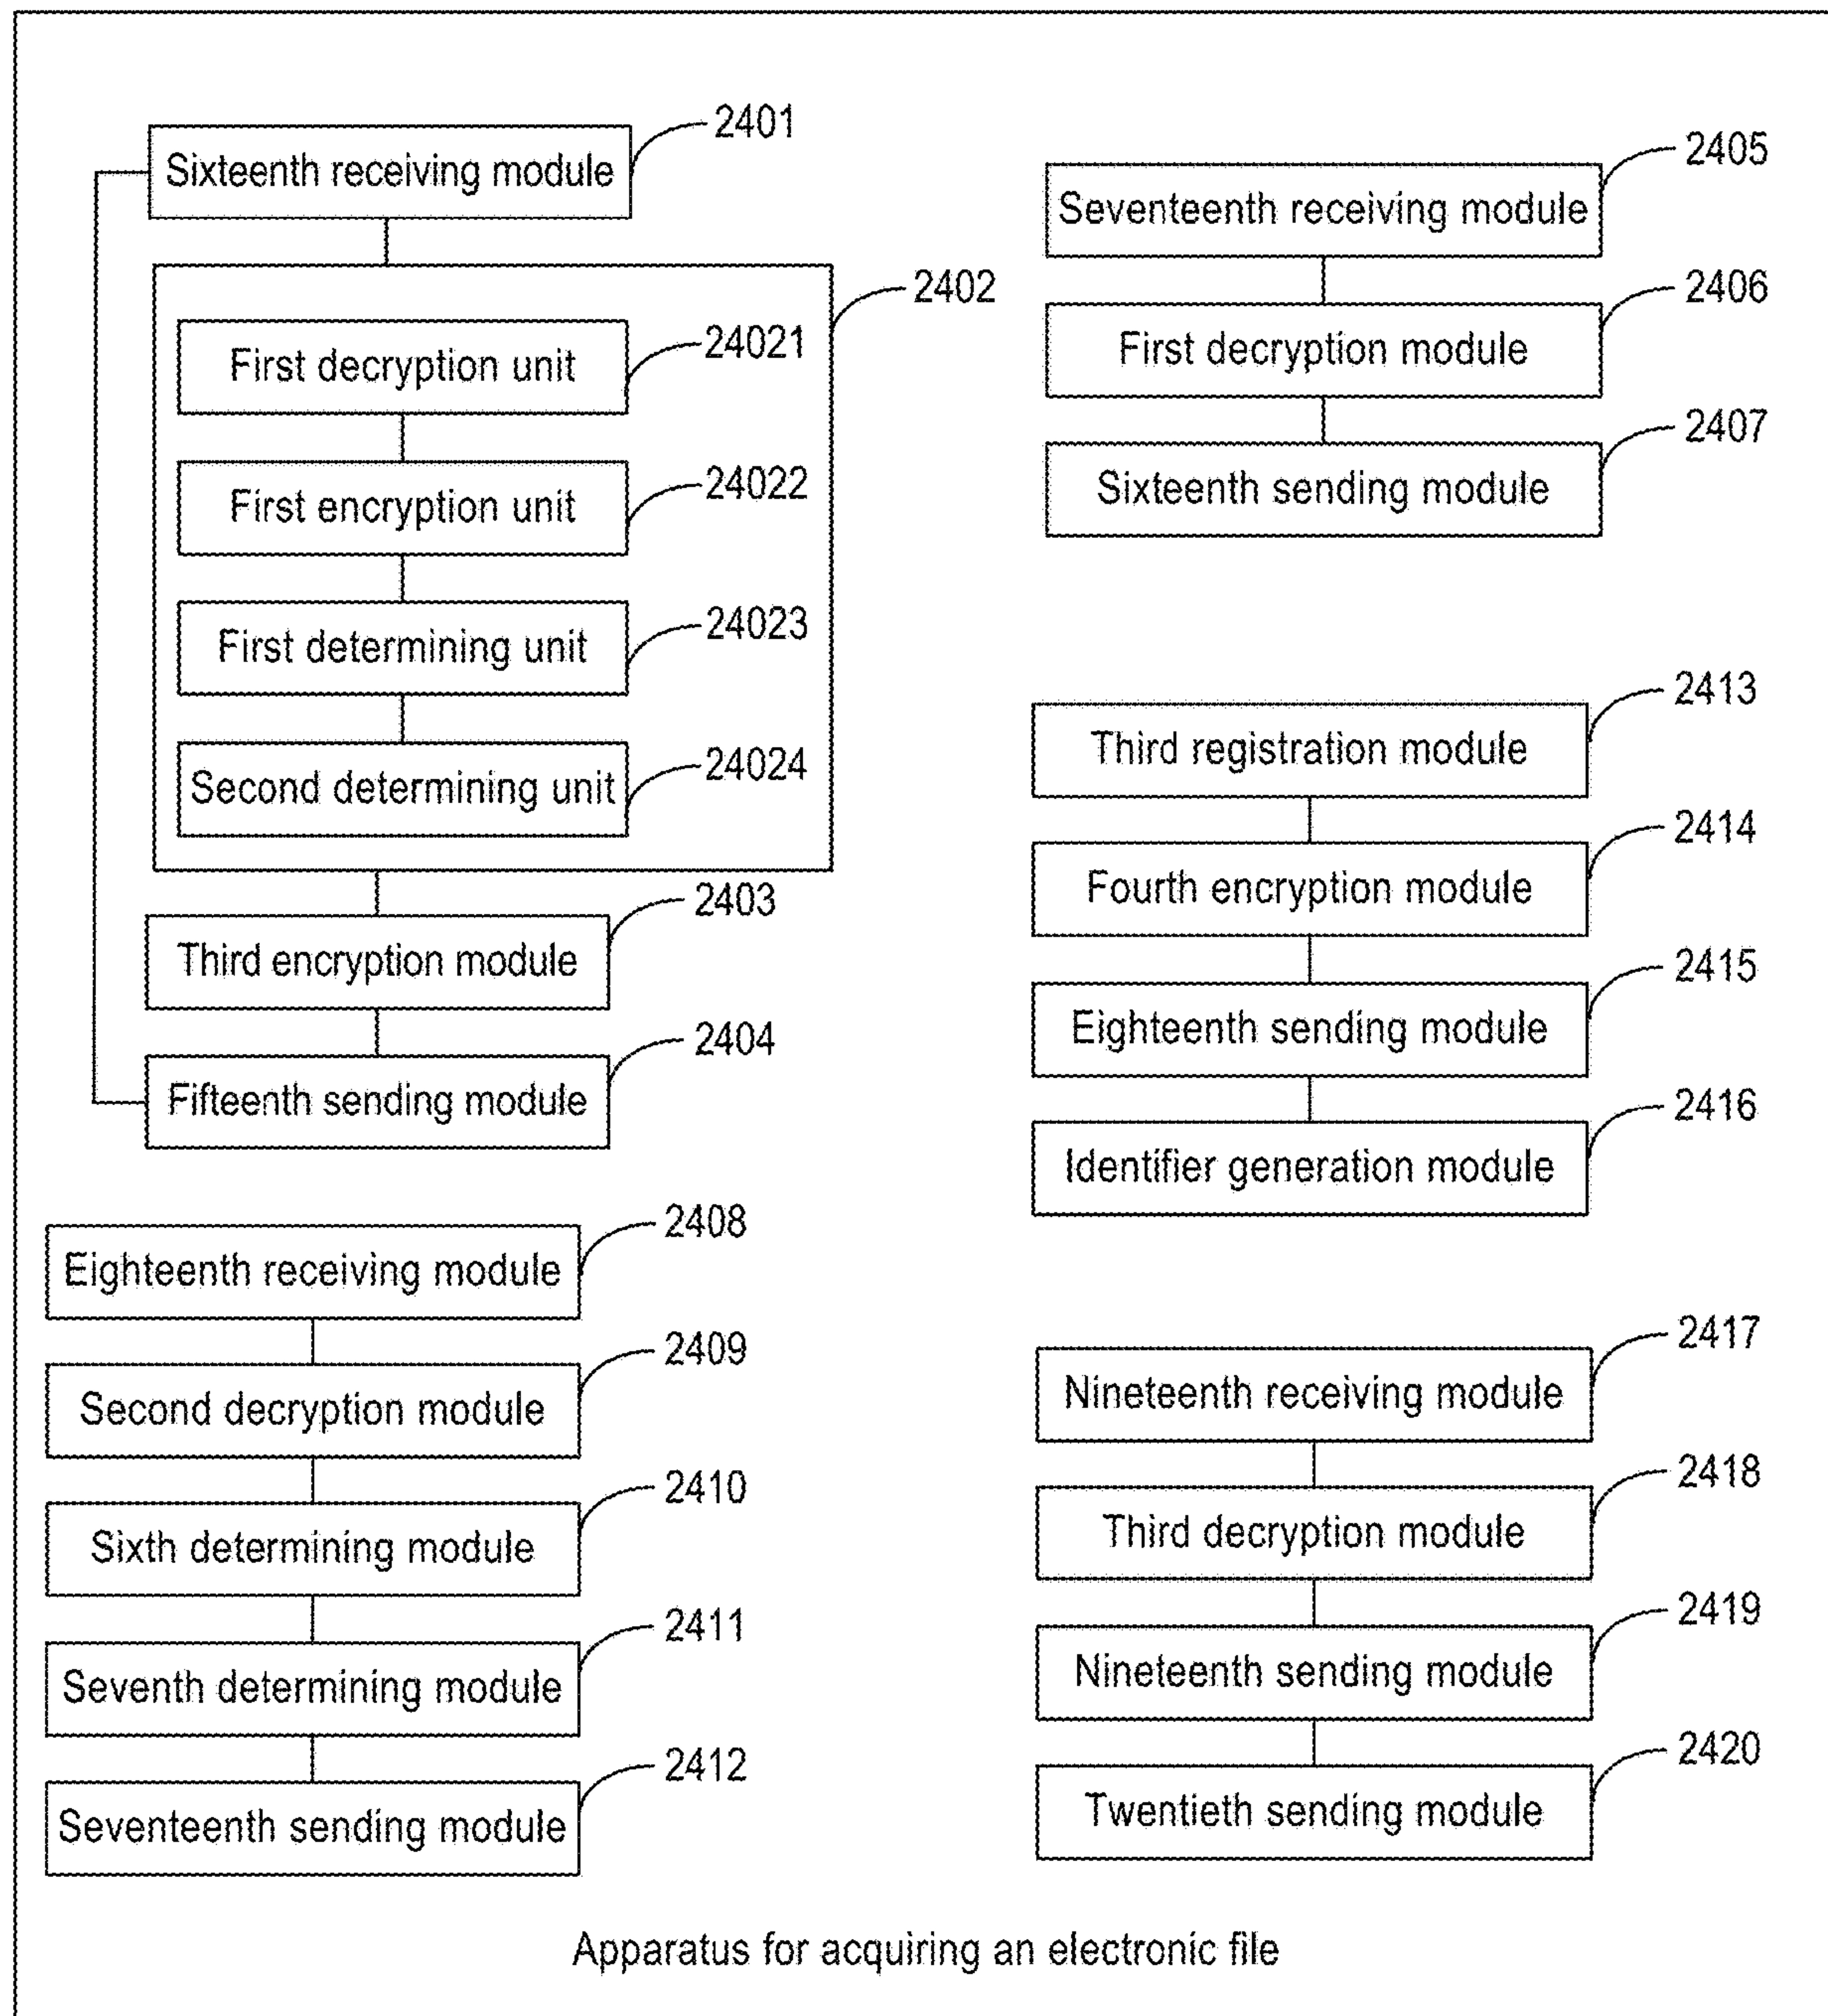 2401
Sixteenth receiving module
2402
24021
First decryption unit
24022
First encryption unit
24023
First determining unit
24024
Second determining unit
2403
Third encryption module
2404
Fifteenth sending module
2405
Seventeenth receiving module
2406
First decryption module
2407
Sixteenth sending module
2408
Eighteenth receiving module
2409
Second decryption module
2410
Sixth determining module
2411
Seventh determining module
2412
Seventeenth sending module
2413
Third registration module
2414
Fourth encryption module
2415
Eighteenth sending module
2416
Identifier generation module
2417
Nineteenth receiving module
2418
Third decryption module
2419
Nineteenth sending module
2420
Twentieth sending module
Apparatus for acquiring an electronic file